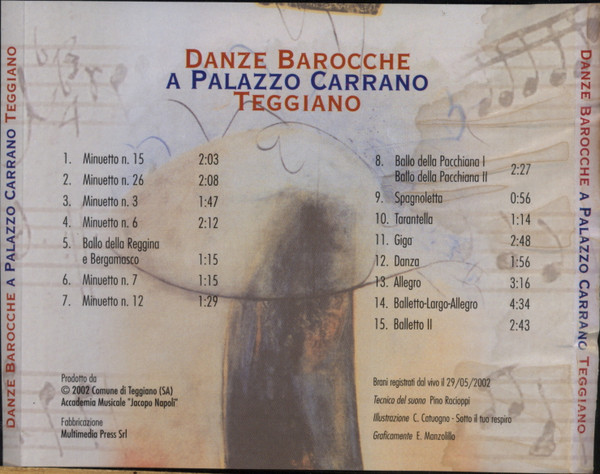 DANZE BAROCCHE
A PALAZZO CARRANO
TEGGIANO
1. Minuetto n. 15 2:03
2. Minuetto n. 26 2:08
3. Minuetto n. 3 1:47
4. Minuetto n. 6 2:12
5. Ballo della Reggina
e Bergamasco 1:15
6. Minuetto n. 7 1:15
7. Minuetto n. 12 1:29
8. Ballo della Pacchiana I
Ballo della Pacchiana II 2:27
9. Spagnoletta 0:56
10. Tarantella 1:14
11. Giga 2:48
12. Danza 1:56
13. Allegro 3:16
14. Balletto-Largo-Allegro 4:34
15. Balletto II 2:43
Prodotto da
© 2002 Comune di Teggiano (SA)
Accademia Musicale "Jacopo Napoli"
Fabbricazione
Multimedia Press Srl
Brani registrati dal vivo il 29/05/2002
Tecnico del suono Pino Racioppi
Illustrazione C. Catuogno - Sotto il tuo respiro
Graficamente E. Manzolillo
DANZE BAROCCHE A PALAZZO CARRANO TEGGIANO
DANZE BAROCCHE A PALAZZO CARRANO TEGGIANO